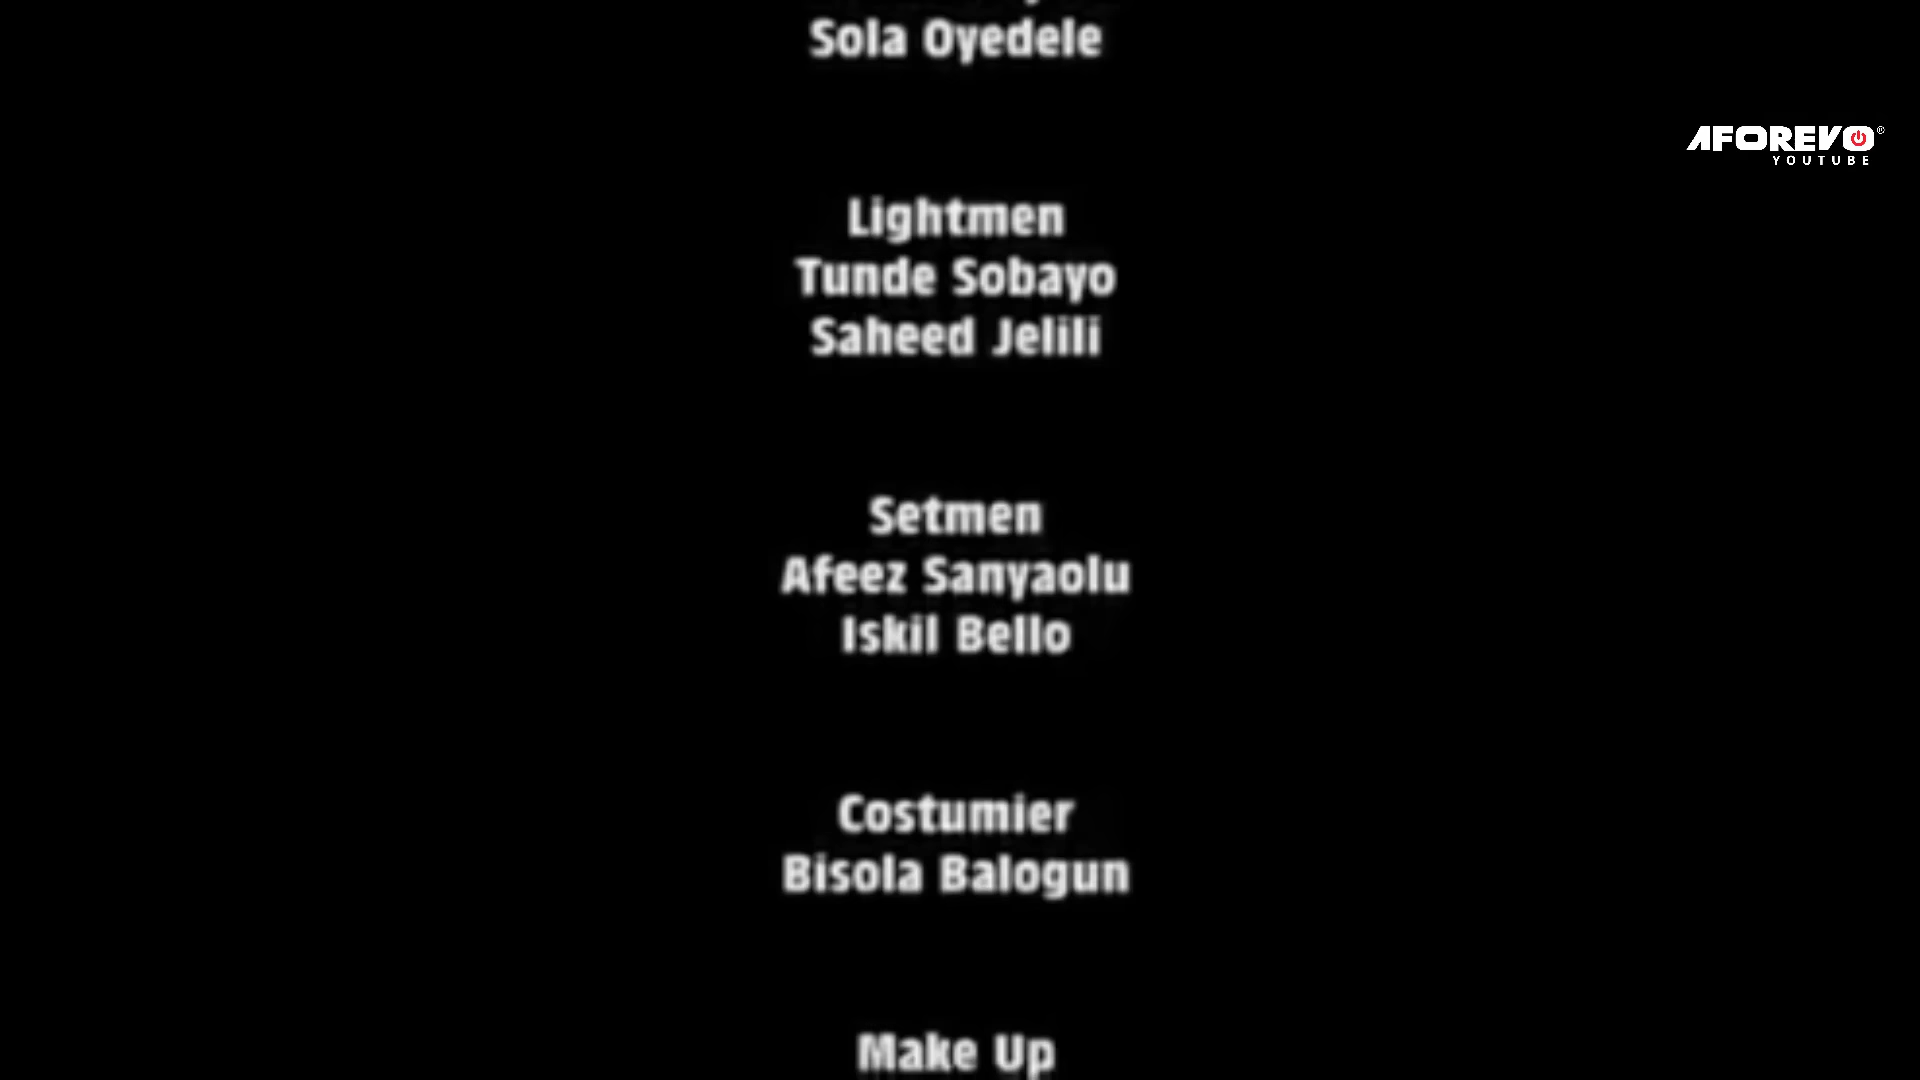 Sola Oyedele
AFOREVO®
YOUTUBE
Lightmen
Tunde Sobayo
Saheed Jelili
Setmen
Afeez Sanyaolu
Iskil Bello
Costumier
Bisola Balogun
Make Up